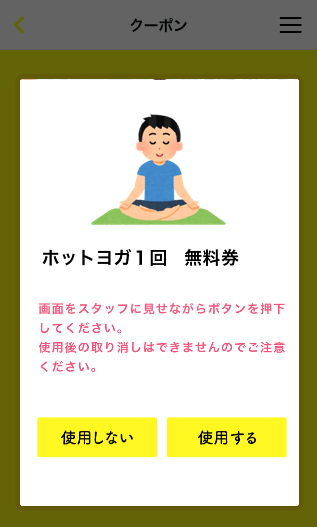 クーポン
ホットヨガ1回　無料券
画面をスタッフに見せながらボタンを押下
してください。
使用後の取り消しはできませんのでご注意
ください。
使用しない
使用する